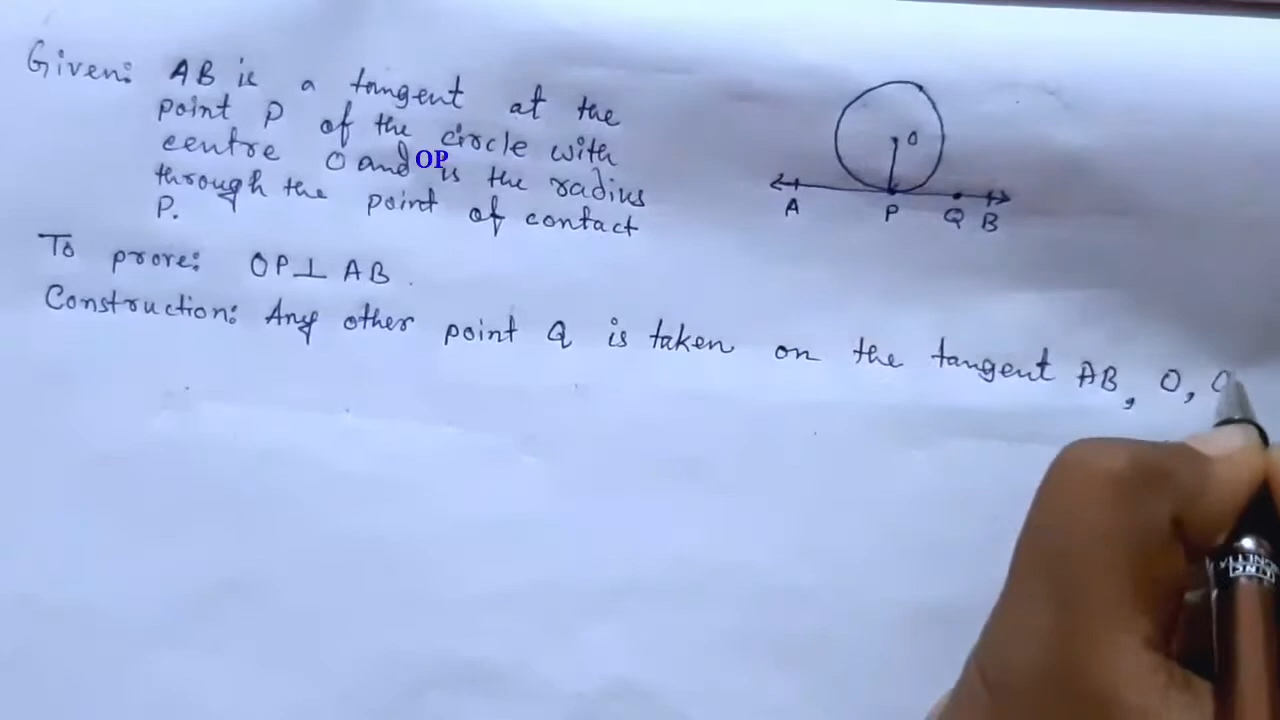 Given: AB is a tangent at the
point P of the circle with
centre O and OP is the radius
through the point of contact
P.
To prove: OP⊥ AB.
Construction: Any other point Q is taken on the tangent AB, O,
O
A P Q B